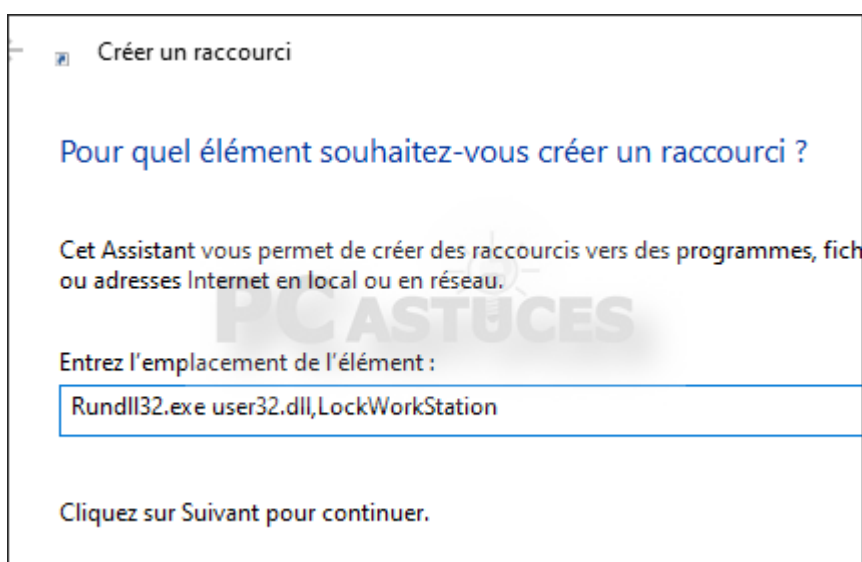 Créer un raccourci
Pour quel élément souhaitez-vous créer un raccourci ?
Cet Assistant vous permet de créer des raccourcis vers des programmes, fich
ou adresses Internet en local ou en réseau.
PC ASTUCES
Entrez l'emplacement de l'élément :
Rundll32.exe user32.dll,LockWorkStation
Cliquez sur Suivant pour continuer.